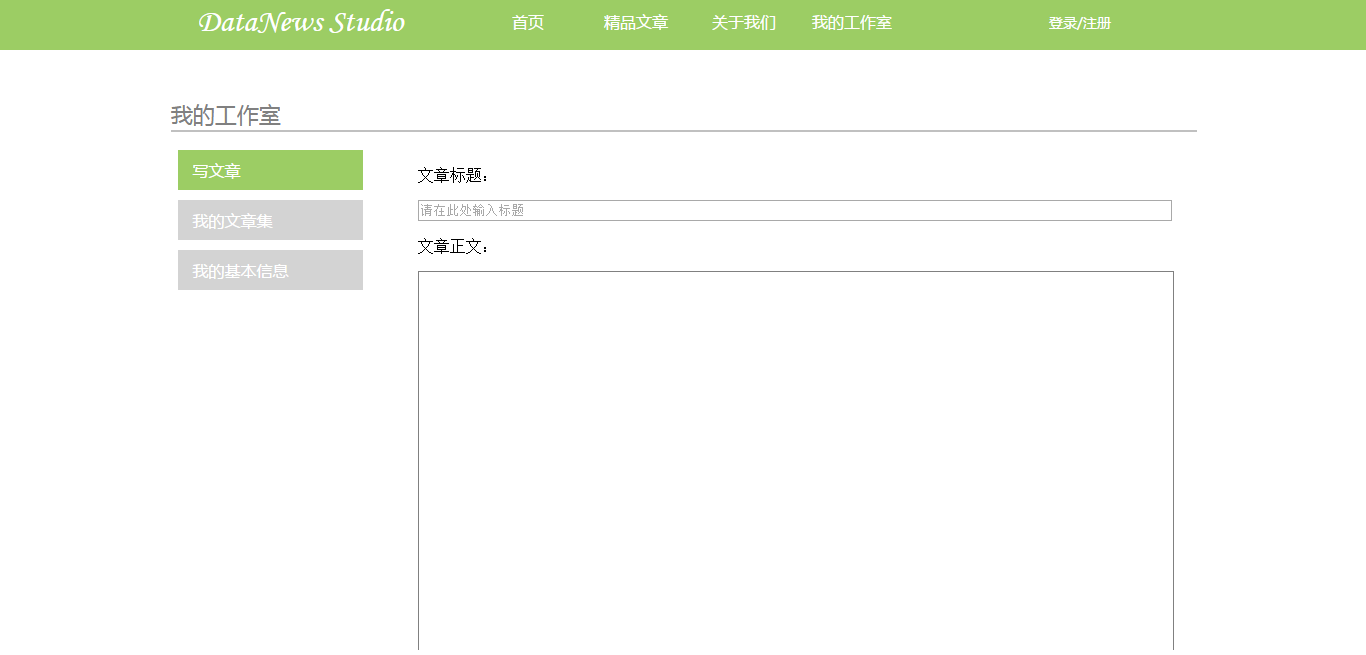 DataNews Studio 首页 精品文章 关于我们 我的工作室 登录/注册
我的工作室
写文章
我的文章集
我的基本信息
文章标题：
请在此处输入标题
文章正文：